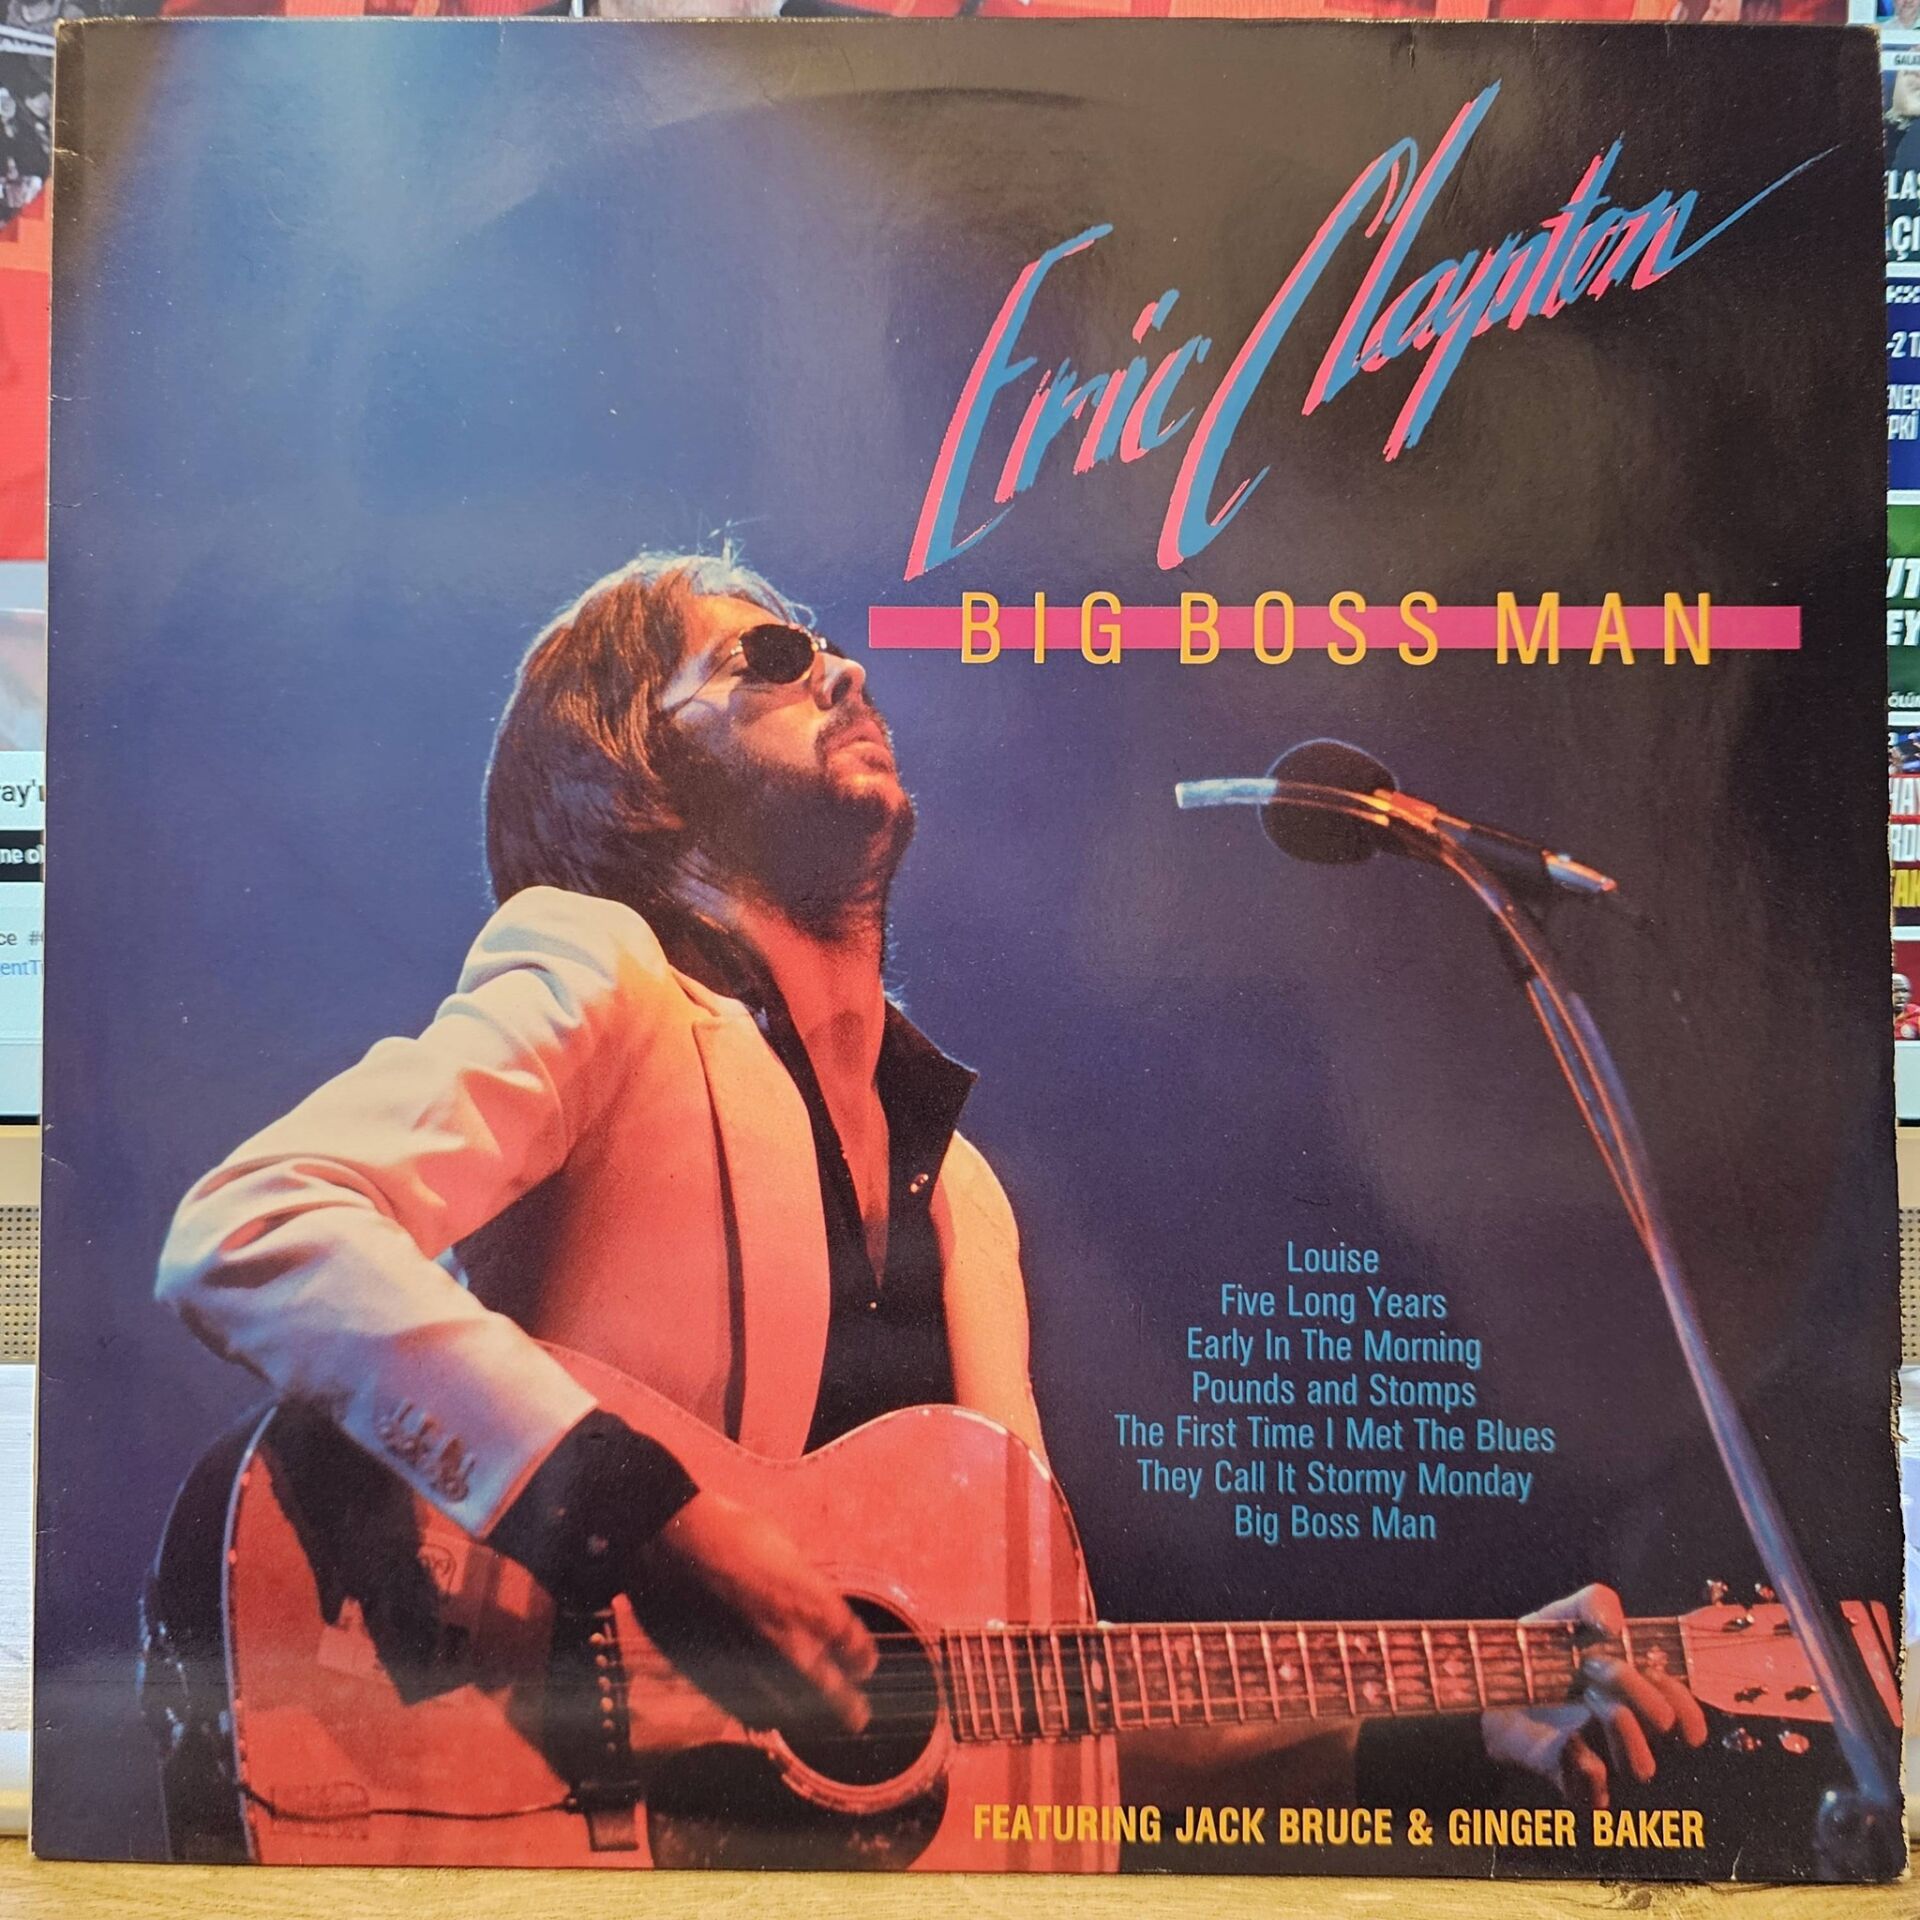 Eric Clapton
BIG BOSS MAN
Louise
Five Long Years
Early In The Morning
Pounds and Stomps
The First Time I Met The Blues
They Call It Stormy Monday
Big Boss Man
FEATURING JACK BRUCE & GINGER BAKER